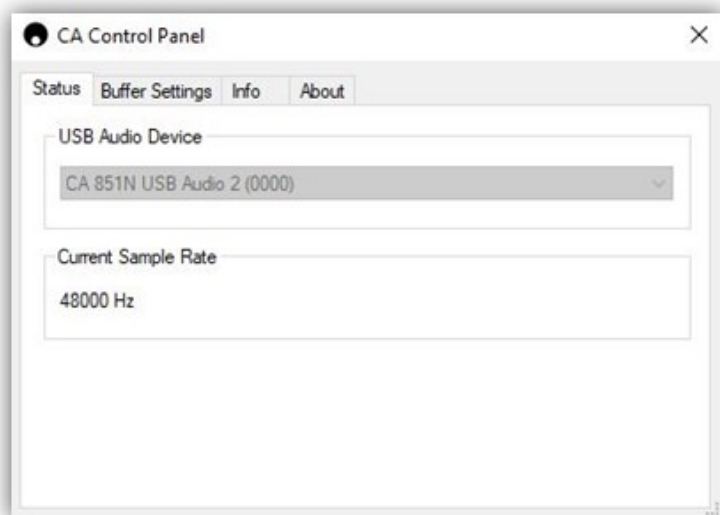 CA Control Panel
Status Buffer Settings Info About
USB Audio Device
CA 851N USB Audio 2 (0000)
Current Sample Rate
48000 Hz